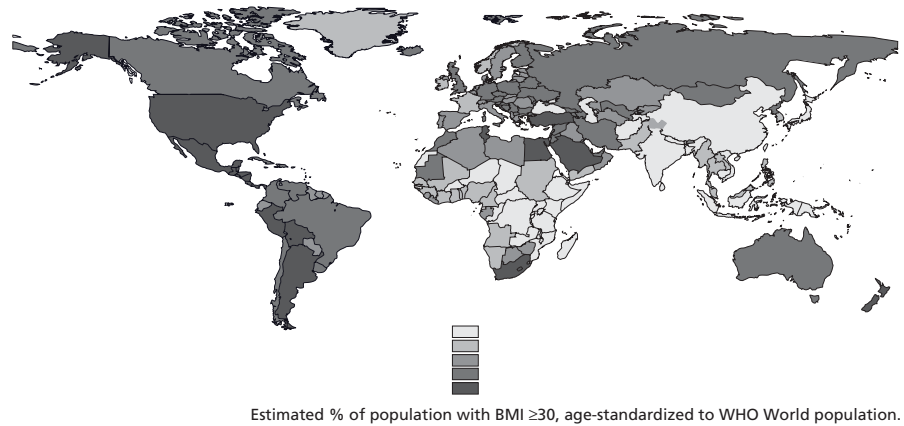 Estimated % of population with BMI ≥30, age-standardized to WHO World population.